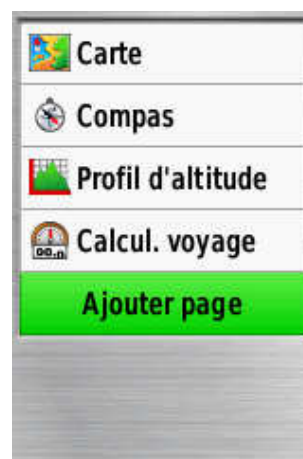 Carte
Compas
Profil d'altitude
Calcul. voyage
Ajouter page